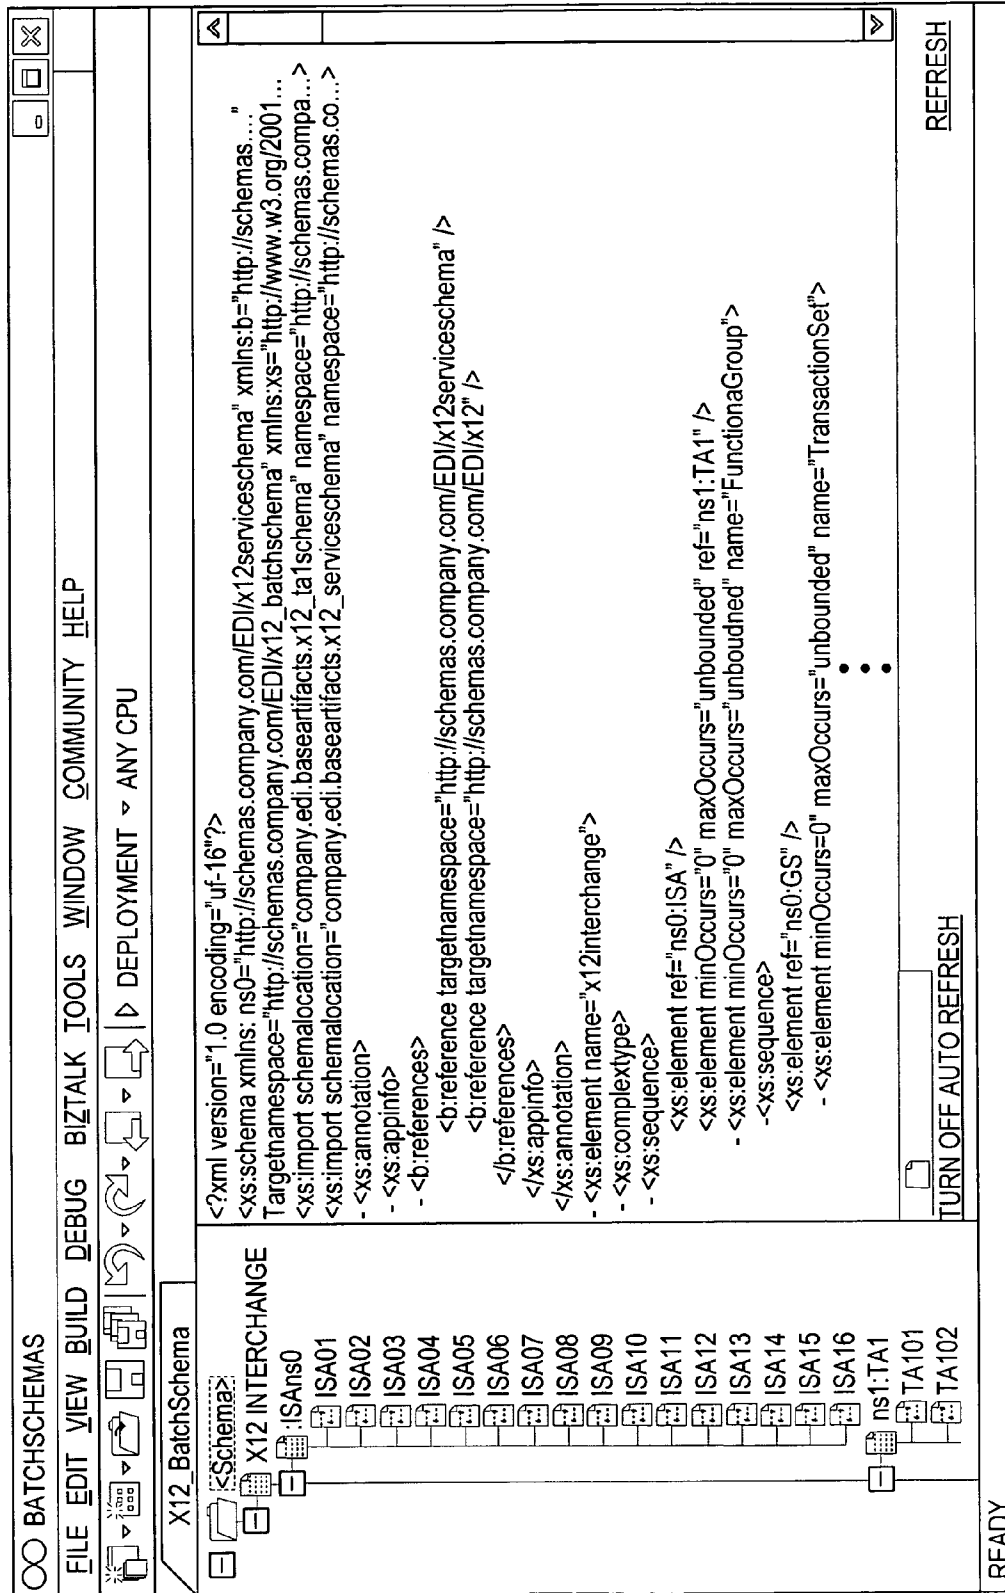 BATCHSCHEMAS
FILE EDIT VIEW BUILD DEBUG BIZTALK TOOLS WINDOW COMMUNITY HELP
DEPLOYMENT ANY CPU
X12_BatchSchema
<Schema>
X12 INTERCHANGE
:ISAns0
ISA01
ISA02
ISA03
ISA04
ISA05
ISA06
ISA07
ISA08
ISA09
ISA10
ISA11
ISA12
ISA13
ISA14
ISA15
ISA16
ns1:TA1
TA101
TA102
<?xml version="1.0 encoding="uf-16"?>
<xs:schema xmlns: ns0="http://schemas.company.com/EDI/x12serviceschema" xmlns:b="http://schemas....."
Targetnamespace="http://schemas.company.com/EDI/x12_batchschema" xmlns:xs="http://www.w3.org/2001...
<xs:import schemalocation="company.edi.baseartifacts.x12_ta1schema" namespace="http://schemas.compa...>
<xs:import schemalocation="company.edi.baseartifacts.x12_serviceschema" namespace="http://schemas.co...>
- <xs:annotation>
- <xs:appinfo>
- <b:references>
<b:reference targetnamespace="http://schemas.company.com/EDI/x12serviceschema" />
<b:reference targetnamespace="http://schemas.company.com/EDI/x12" />
</b:references>
</xs:appinfo>
</xs:annotation>
- <xs:element name="x12interchange">
- <xs:complextype>
- <xs:sequence>
<xs:element ref="ns0:ISA" />
<xs:element minOccurs="0" maxOccurs="unbounded" ref="ns1:TA1" />
- <xs:element minOccurs="0" maxOccurs="unboudned" name="FunctionaGroup">
-<xs:sequence>
<xs:element ref="ns0:GS" />
- <xs:element minOccurs=0" maxOccurs="unbounded" name="TransactionSet">
TURN OFF AUTO REFRESH
REFRESH
READY